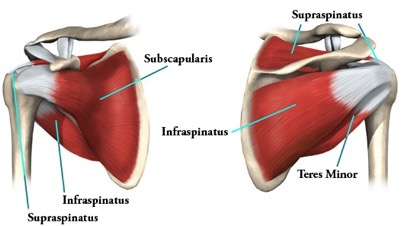 Supraspinatus
Subscapularis
Infraspinatus
Teres Minor
Infraspinatus
Supraspinatus